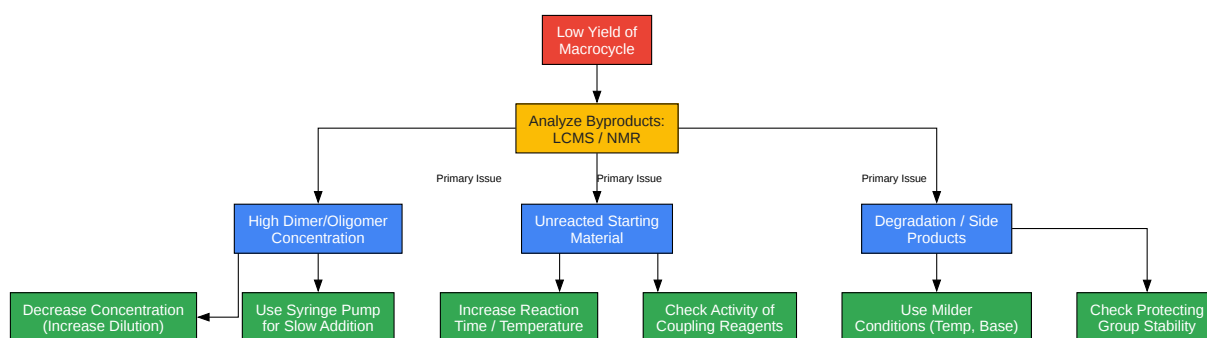 Low Yield of
Macrocycle
Analyze Byproducts:
LCMS / NMR
Primary Issue
Primary Issue
Primary Issue
High Dimer/Oligomer
Concentration
Unreacted Starting
Material
Degradation / Side
Products
Decrease Concentration
(Increase Dilution)
Use Syringe Pump
for Slow Addition
Increase Reaction
Time / Temperature
Check Activity of
Coupling Reagents
Use Milder
Conditions (Temp, Base)
Check Protecting
Group Stability